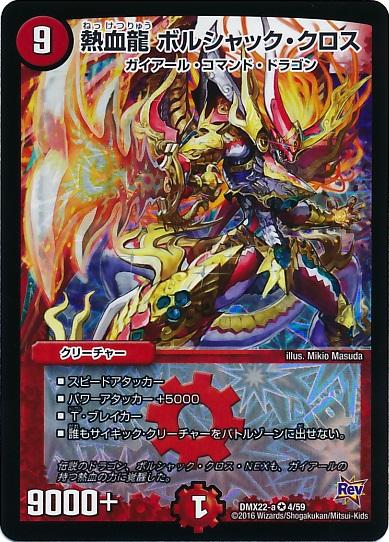 9
ねっけつりゅう
熱血龍 ボルシャック・クロス
ガイアール・コマンド・ドラゴン
illus. Mikio Masuda
クリーチャー
■ スピードアタッカー
■ パワーアタッカー+5000
■ T・ブレイカー
■ 誰もサイキック・クリーチャーをバトルゾーンに出せない。
伝説のドラゴン、ボルシャック・クロス・NEXも、ガイアールの
持つ熱血の力に覚醒した。
9000+
1
Rev
DMX22-a ✪ 4/59
©2016 Wizards/Shogakukan/Mitsui-Kids